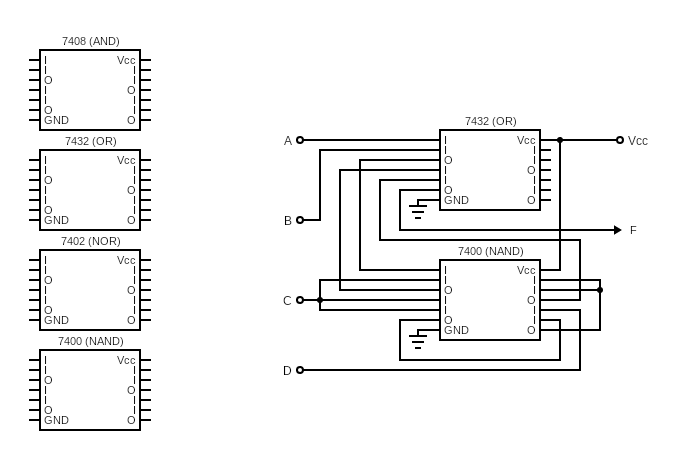 7408 (AND)
I Vcc
I I
O I
I O
I I
O I
GND O
7432 (OR)
I Vcc
I I
O I
I O
I I
O I
GND O
7402 (NOR)
I Vcc
I I
O I
I O
I I
O I
GND O
7400 (NAND)
I Vcc
I I
O I
I O
I I
O I
GND O
7432 (OR)
A I Vcc Vcc
I I
O I
I O
I I
O I
GND O
B
F
7400 (NAND)
I Vcc
I I
O I
C I O
I I
O I
GND O
D